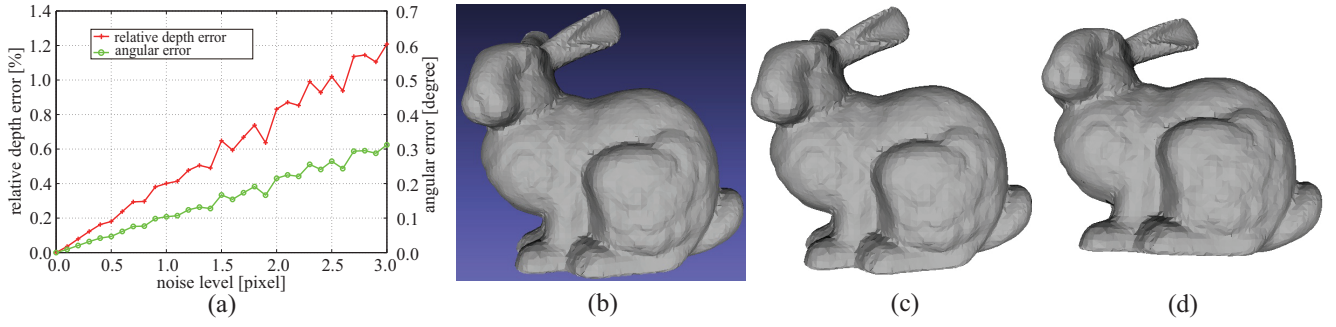 1.4
1.2
1.0
0.8
0.6
0.4
0.2
0.0
relative depth error [%]
relative depth error
angular error
0.7
0.6
0.5
0.4
0.3
0.2
0.1
0.0
angular error [degree]
0.0 0.5 1.0 1.5 2.0 2.5 3.0
noise level [pixel]
(a) (b) (c) (d)